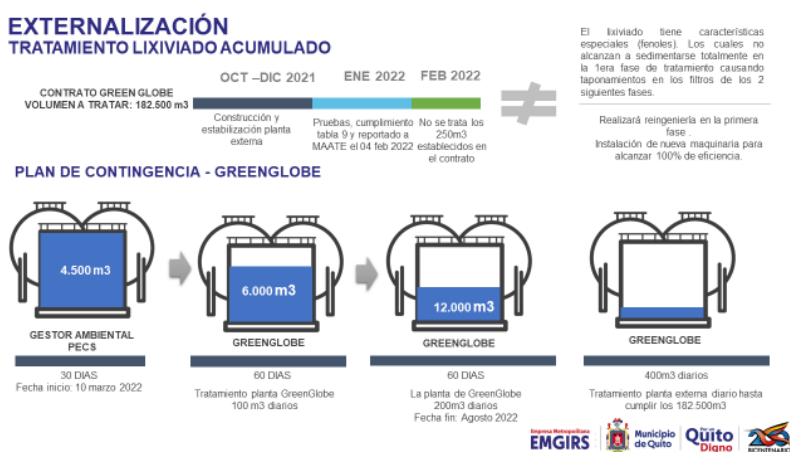 EXTERNALIZACIÓN
TRATAMIENTO LIXIVIADO ACUMULADO
CONTRATO GREEN GLOBE
VOLUMEN A TRATAR: 182.500 m3
OCT –DIC 2021
ENE 2022
FEB 2022
Construcción y
estabilización planta
externa
Pruebas, cumplimiento
tabla 9 y reportado a
MAATE el 04 feb 2022
No se trata los
250m3
establecidos en
el contrato
El lixiviado tiene características
especiales (fenoles). Los cuales no
alcanzan a sedimentarse totalmente en
la 1era fase de tratamiento causando
taponamientos en los filtros de los 2
siguientes fases.
Realizará reingeniería en la primera
fase .
Instalación de nueva maquinaria para
alcanzar 100% de eficiencia.
PLAN DE CONTINGENCIA - GREENGLOBE
4.500 m3
GESTOR AMBIENTAL
PECS
30 DIAS
Fecha inicio: 10 marzo 2022
6.000 m3
GREENGLOBE
60 DIAS
Tratamiento planta GreenGlobe
100 m3 diarios
12.000 m3
GREENGLOBE
60 DIAS
La planta de GreenGlobe
200m3 diarios
Fecha fin: Agosto 2022
GREENGLOBE
400m3 diarios
Tratamiento planta externa diario hasta
cumplir los 182.500m3
Empresa Metropolitana
EMGIRS
Municipio
de Quito
Por un
Quito
Digno
BICENTENARIO